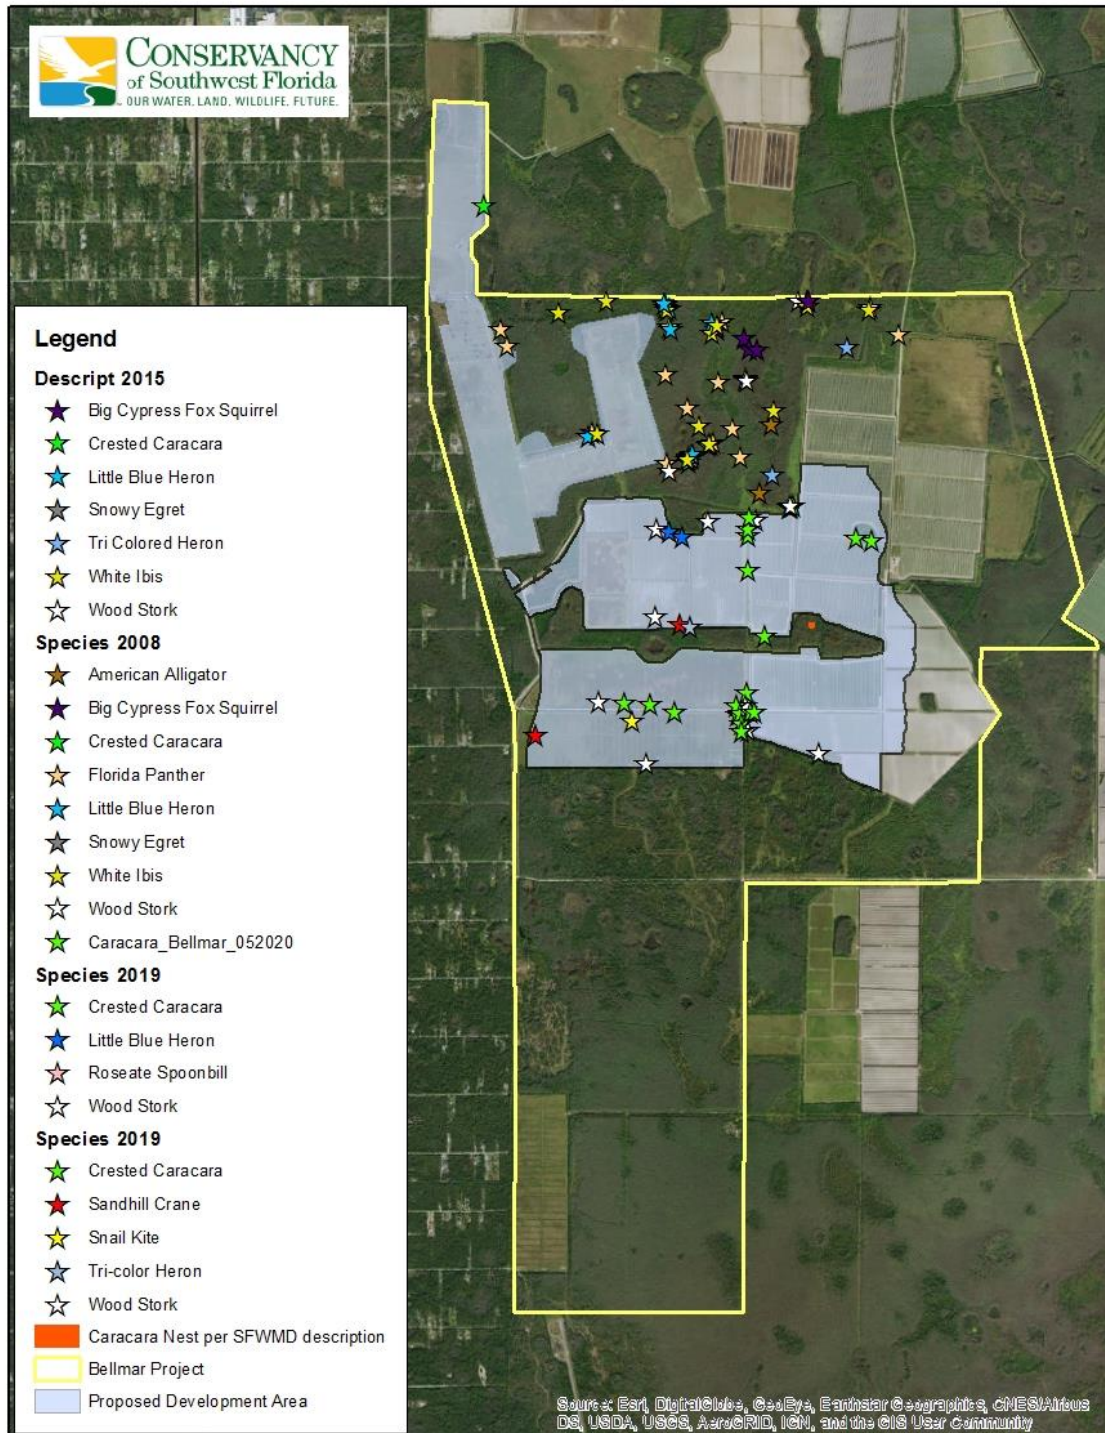 CONSERVANCY
of Southwest Florida
OUR WATER. LAND. WILDLIFE. FUTURE.
Legend
Descript 2015
Big Cypress Fox Squirrel
Crested Caracara
Little Blue Heron
Snowy Egret
Tri Colored Heron
White Ibis
Wood Stork
Species 2008
American Alligator
Big Cypress Fox Squirrel
Crested Caracara
Florida Panther
Little Blue Heron
Snowy Egret
White Ibis
Wood Stork
Caracara_Bellmar_052020
Species 2019
Crested Caracara
Little Blue Heron
Roseate Spoonbill
Wood Stork
Species 2019
Crested Caracara
Sandhill Crane
Snail Kite
Tri-color Heron
Wood Stork
Caracara Nest per SFWMD description
Bellmar Project
Proposed Development Area
Source: Esri, DigitalGlobe, GeoEye, Earthstar Geographics, CNES/Airbus
DS, USDA, USGS, AeroGRID, IGN, and the GIS User Community